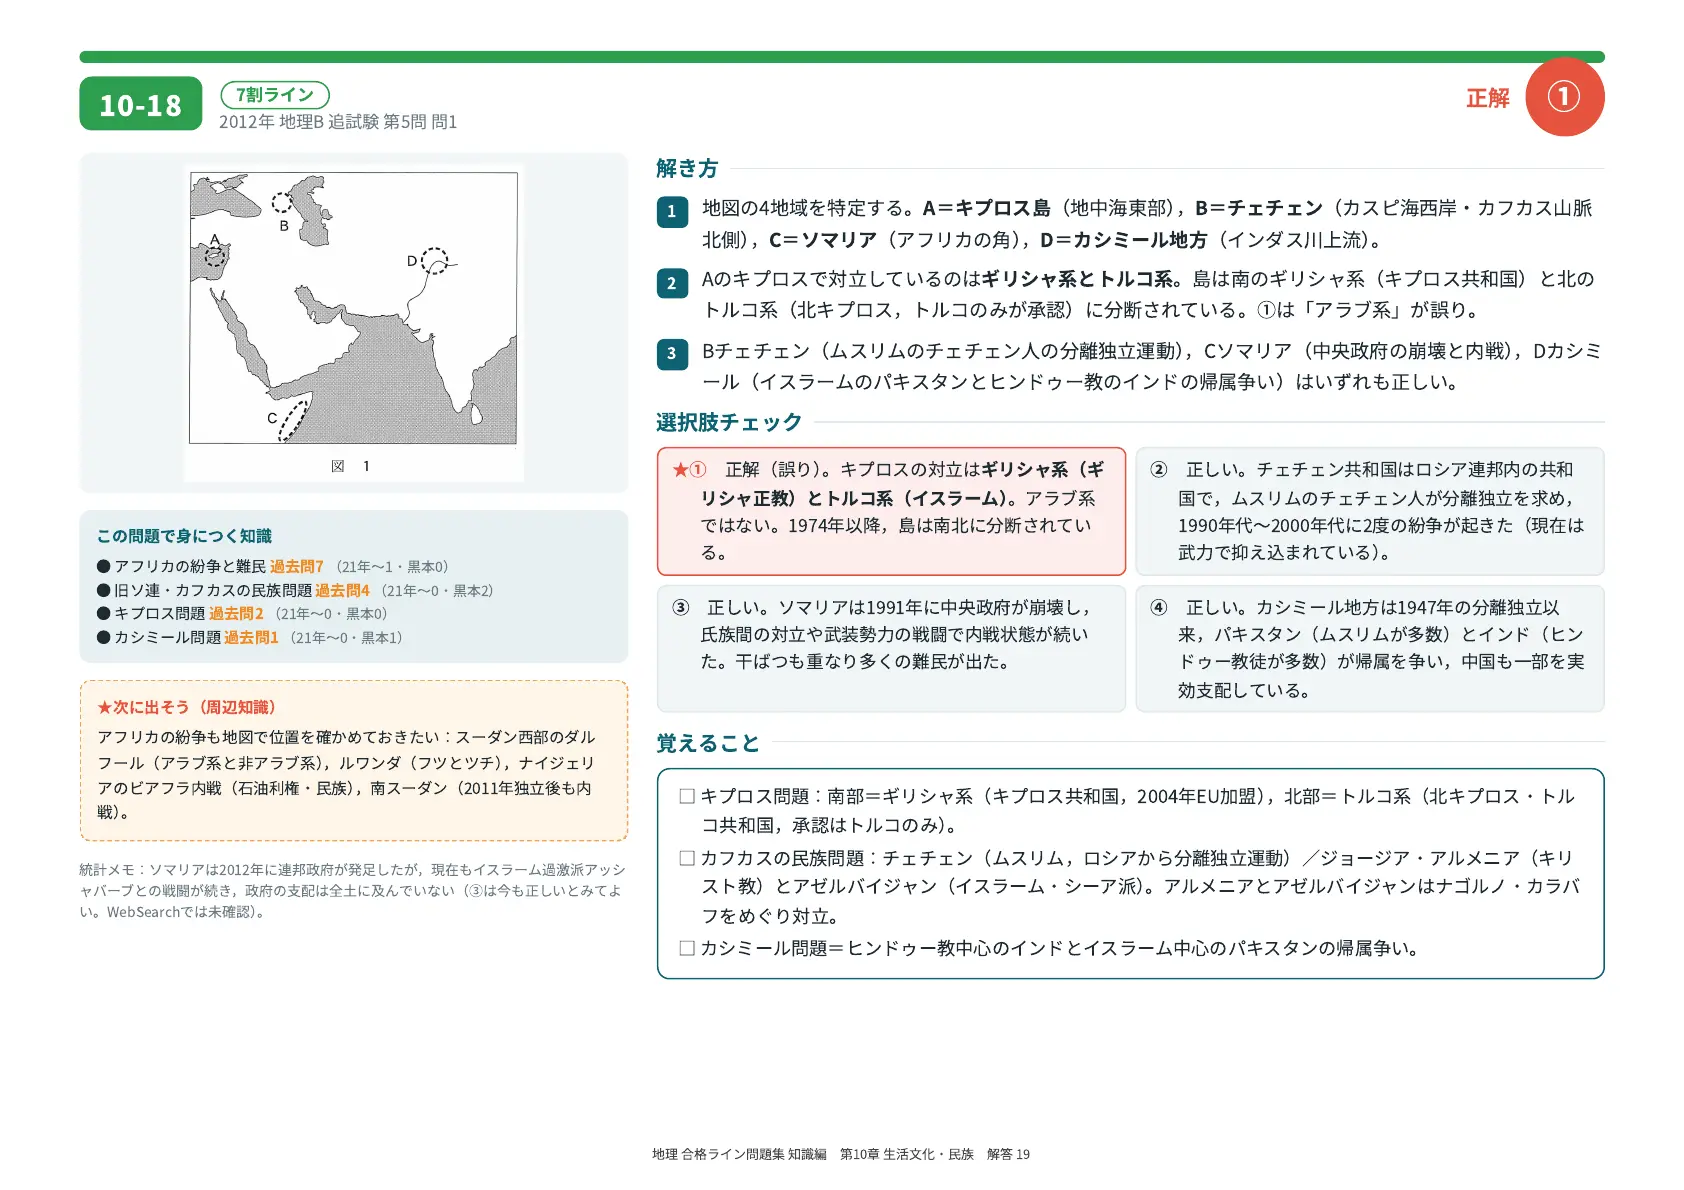 10-18
7割ライン
2012年 地理B 追試験 第5問 問1
正解
①
A
B
C
D
図 1
この問題で身につく知識
● アフリカの紛争と難民 過去問7 （21年〜1・黒本0）
● 旧ソ連・カフカスの民族問題 過去問4 （21年〜0・黒本2）
● キプロス問題 過去問2 （21年〜0・黒本0）
● カシミール問題 過去問1 （21年〜0・黒本1）
★次に出そう（周辺知識）
アフリカの紛争も地図で位置を確かめておきたい：スーダン西部のダル
フール（アラブ系と非アラブ系），ルワンダ（フツとツチ），ナイジェリ
アのビアフラ内戦（石油利権・民族），南スーダン（2011年独立後も内
戦）。
統計メモ：ソマリアは2012年に連邦政府が発足したが，現在もイスラーム過激派アッシ
ャバーブとの戦闘が続き，政府の支配は全土に及んでいない（③は今も正しいとみてよ
い。WebSearchでは未確認）。
解き方
1 地図の4地域を特定する。A＝キプロス島（地中海東部），B＝チェチェン（カスピ海西岸・カフカス山脈
北側），C＝ソマリア（アフリカの角），D＝カシミール地方（インダス川上流）。
2 Aのキプロスで対立しているのはギリシャ系とトルコ系。島は南のギリシャ系（キプロス共和国）と北の
トルコ系（北キプロス，トルコのみが承認）に分断されている。①は「アラブ系」が誤り。
3 Bチェチェン（ムスリムのチェチェン人の分離独立運動），Cソマリア（中央政府の崩壊と内戦），Dカシミ
ール（イスラームのパキスタンとヒンドゥー教のインドの帰属争い）はいずれも正しい。
選択肢チェック
★① 正解（誤り）。キプロスの対立はギリシャ系（ギ
リシャ正教）とトルコ系（イスラーム）。アラブ系
ではない。1974年以降，島は南北に分断されてい
る。
② 正しい。チェチェン共和国はロシア連邦内の共和
国で，ムスリムのチェチェン人が分離独立を求め，
1990年代〜2000年代に2度の紛争が起きた（現在は
武力で抑え込まれている）。
③ 正しい。ソマリアは1991年に中央政府が崩壊し，
氏族間の対立や武装勢力の戦闘で内戦状態が続い
た。干ばつも重なり多くの難民が出た。
④ 正しい。カシミール地方は1947年の分離独立以
来，パキスタン（ムスリムが多数）とインド（ヒン
ドゥー教徒が多数）が帰属を争い，中国も一部を実
効支配している。
覚えること
□ キプロス問題：南部＝ギリシャ系（キプロス共和国，2004年EU加盟），北部＝トルコ系（北キプロス・トル
コ共和国，承認はトルコのみ）。
□ カフカスの民族問題：チェチェン（ムスリム，ロシアから分離独立運動）／ジョージア・アルメニア（キリ
スト教）とアゼルバイジャン（イスラーム・シーア派）。アルメニアとアゼルバイジャンはナゴルノ・カラバ
フをめぐり対立。
□ カシミール問題＝ヒンドゥー教中心のインドとイスラーム中心のパキスタンの帰属争い。
地理 合格ライン問題集 知識編 第10章 生活文化・民族 解答 19